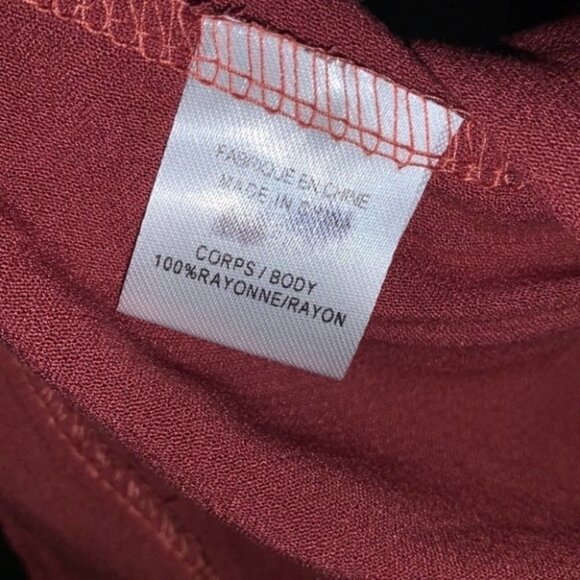 FABRIQUE EN CHINE
MADE IN CHINA
CORPS / BODY
100%RAYONNE/RAYON